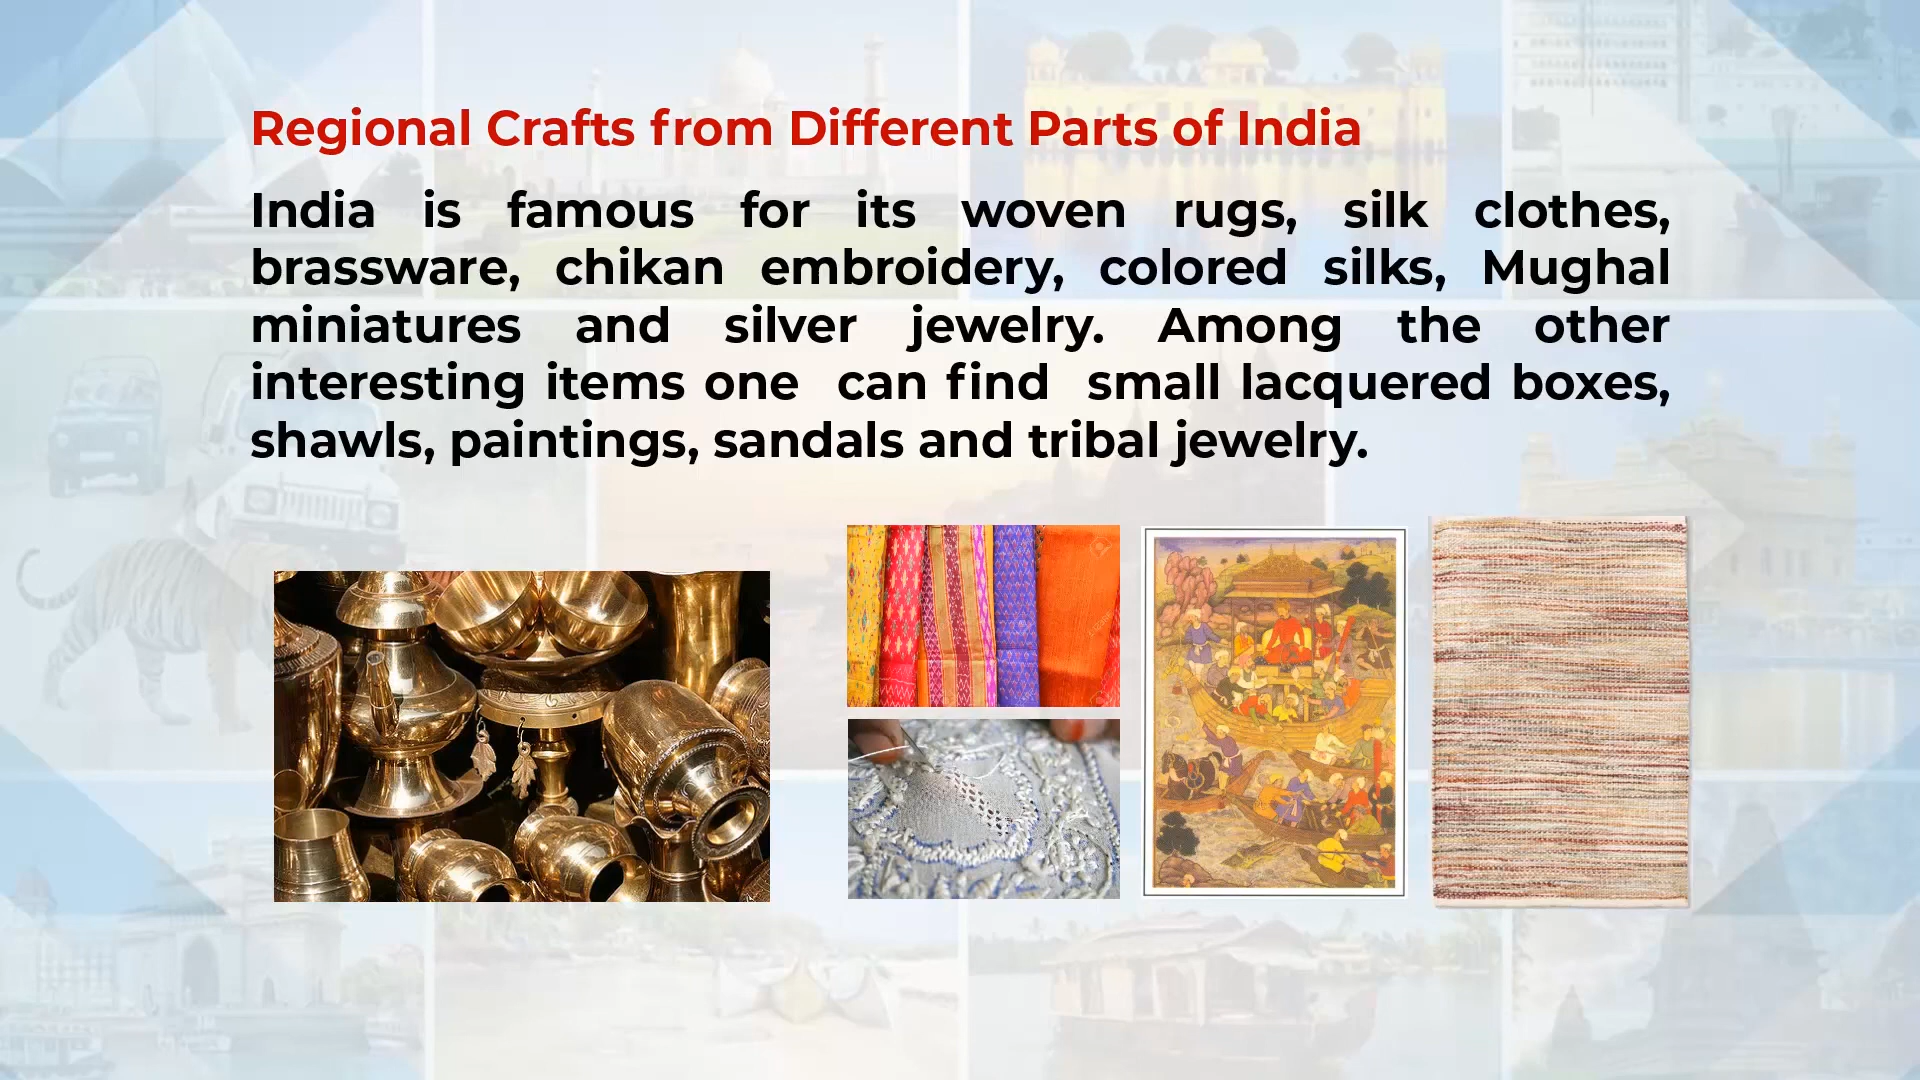 Regional Crafts from Different Parts of India
India is famous for its woven rugs, silk clothes,
brassware, chikan embroidery, colored silks, Mughal
miniatures and silver jewelry. Among the other
interesting items one can find small lacquered boxes,
shawls, paintings, sandals and tribal jewelry.